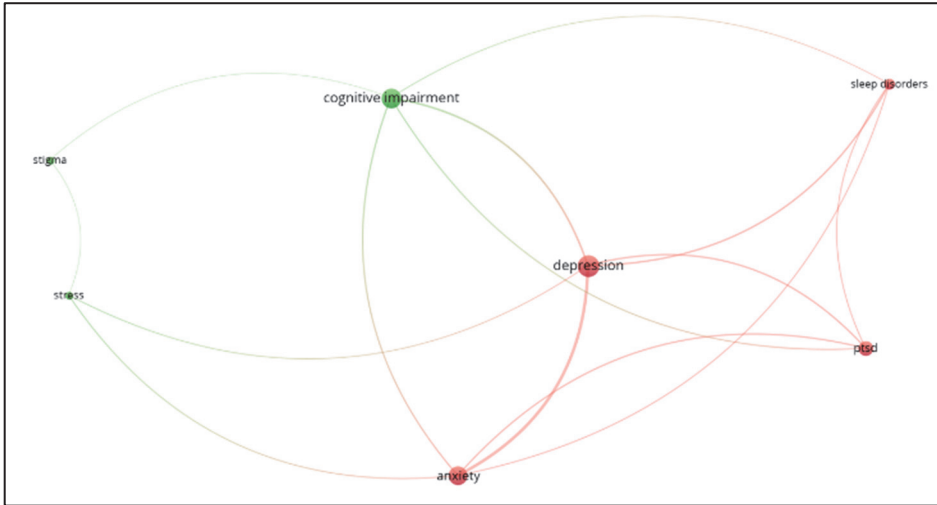 sleep disorders
cognitive impairment
stigma
depression
stress
ptsd
anxiety